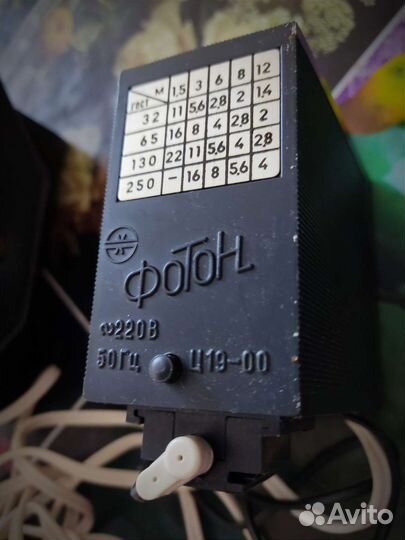 ГОСТ М 1,5 3 6 8 12
32 11 5,6 2,8 2 1,4
65 16 8 4 2,8 2
130 22 11 5,6 4 2,8
250 – 16 8 5,6 4
ФОТОН
~220В
50Гц Ц19-00
Avito